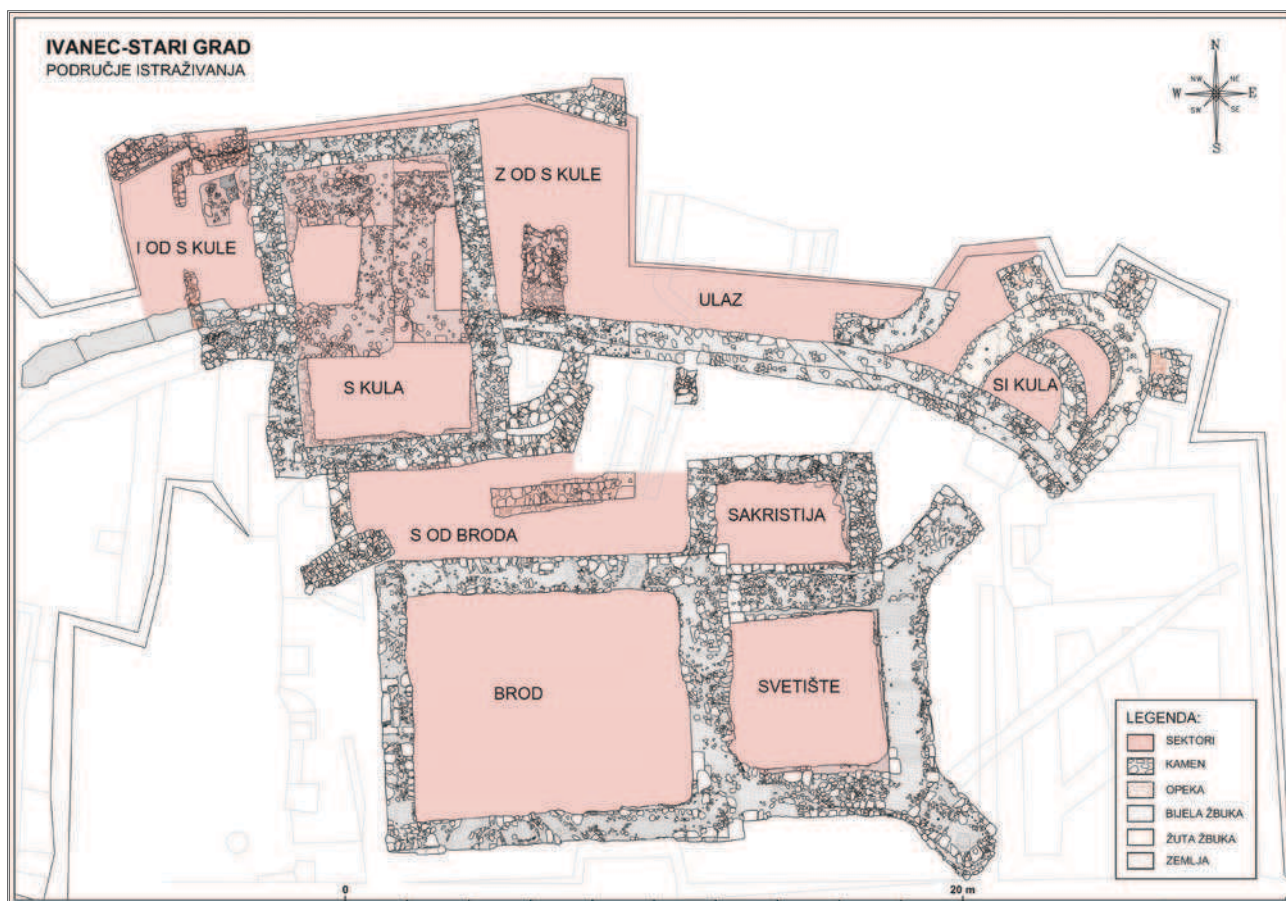 IVANEC-STARI GRAD
PODRUČJE ISTRAŽIVANJA
N
NW NE
W E
SW SE
S
Z OD S KULE
I OD S KULE
ULAZ
S KULA
SI KULA
SAKRISTIJA
S OD BRODA
BROD
SVETIŠTE
LEGENDA:
SEKTORI
KAMEN
OPEKA
BIJELA ŽBUKA
ŽUTA ŽBUKA
ZEMLJA
0 20 m